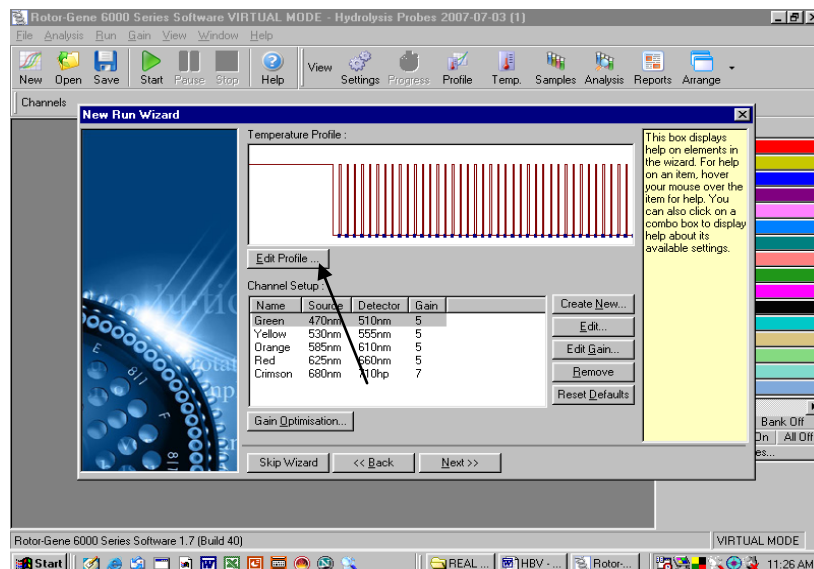 Rotor-Gene 6000 Series Software VIRTUAL MODE - Hydrolysis Probes 2007-07-03 (1)
File Analysis Run Gain View Window Help
New Open Save Start Pause Stop Help View Settings Progress Profile Temp. Samples Analysis Reports Arrange
Channels
New Run Wizard
Temperature Profile :
This box displays
help on elements in
the wizard. For help
on an item, hover
your mouse over the
item for help. You
can also click on a
combo box to display
help about its
available settings.
Edit Profile ...
Channel Setup :
Name Source Detector Gain
Green 470nm 510nm 5
Yellow 530nm 555nm 5
Orange 585nm 610nm 5
Red 625nm 660nm 5
Crimson 680nm 710hp 7
Create New...
Edit...
Edit Gain...
Remove
Reset Defaults
Gain Optimisation...
Bank Off
On All Off
es...
Skip Wizard << Back Next >>
Rotor-Gene 6000 Series Software 1.7 (Build 40) VIRTUAL MODE
Start REAL ... HBV - ... Rotor-... 11:26 AM